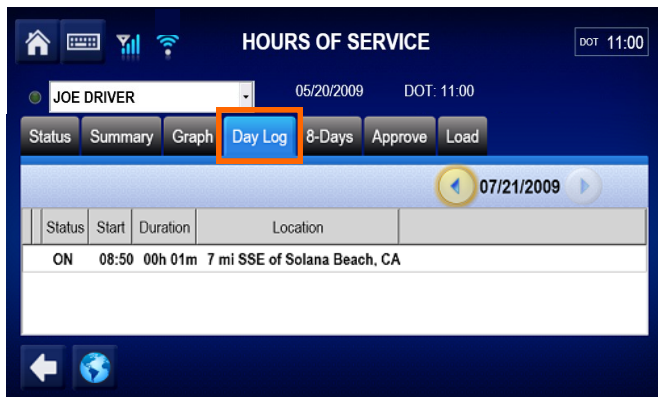 HOURS OF SERVICE DOT 11:00
JOE DRIVER 05/20/2009 DOT: 11:00
Status Summary Graph Day Log 8-Days Approve Load
07/21/2009
Status Start Duration Location
ON 08:50 00h 01m 7 mi SSE of Solana Beach, CA